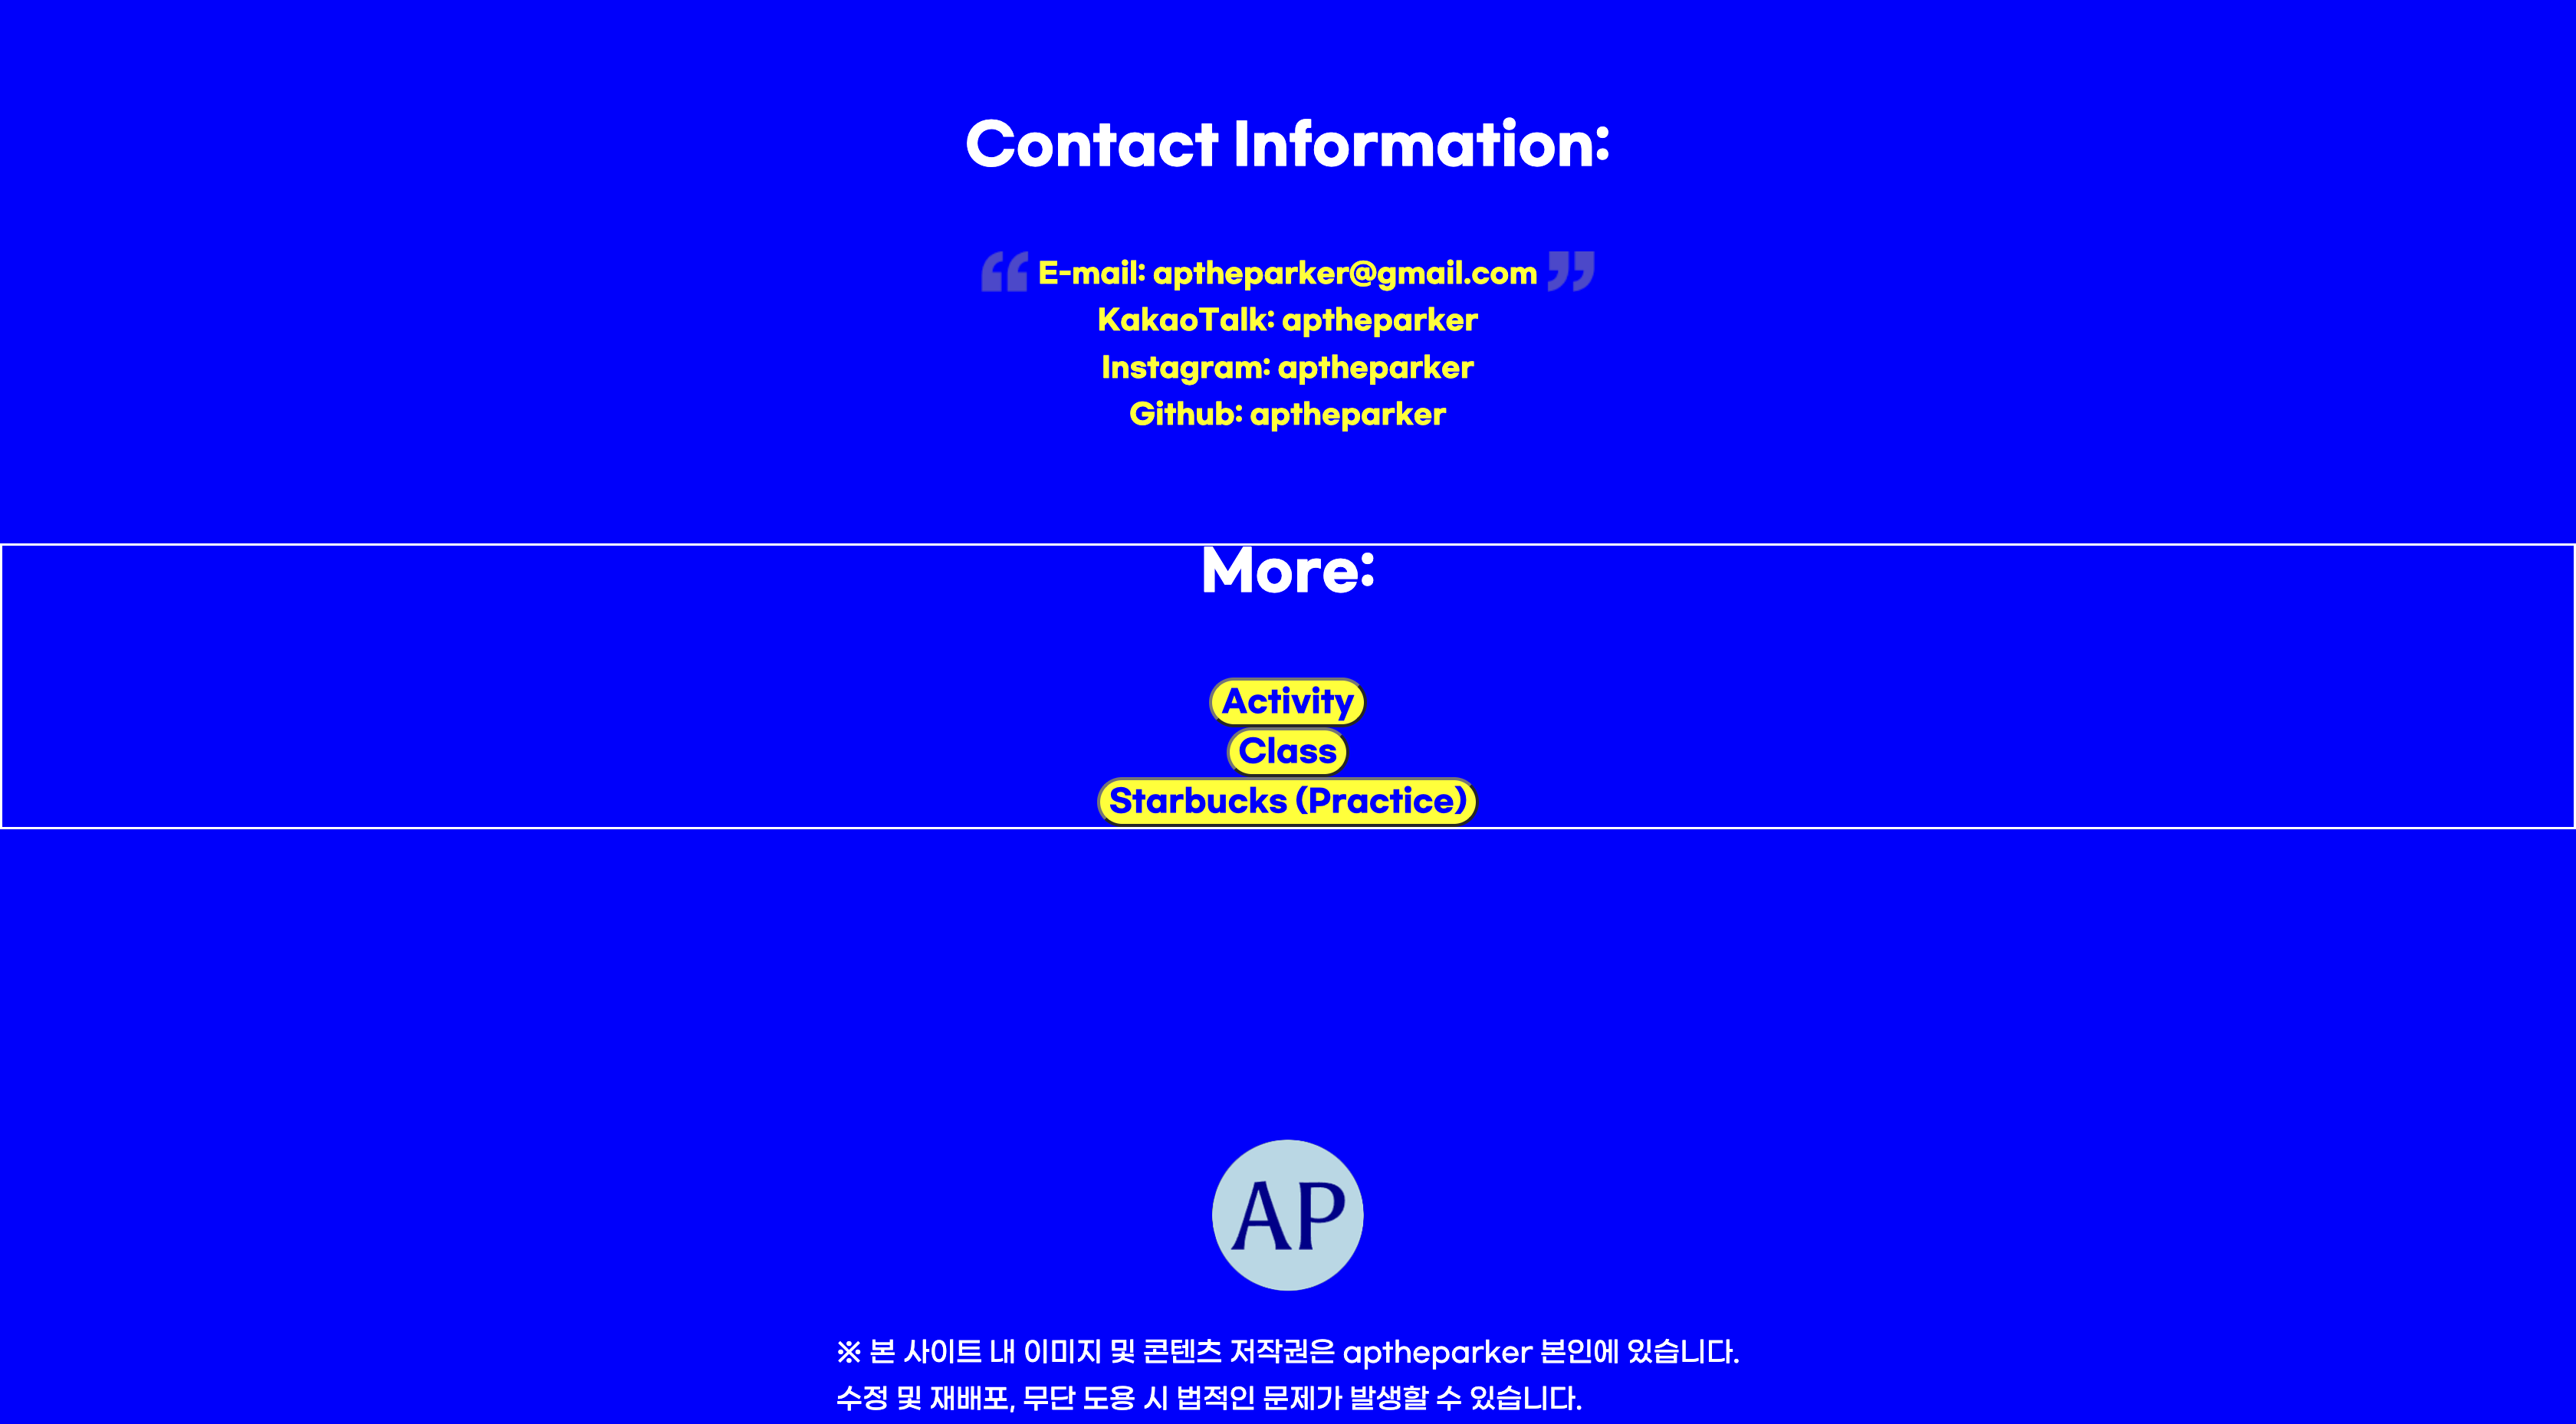 Contact Information:
“ E-mail: aptheparker@gmail.com ”
KakaoTalk: aptheparker
Instagram: aptheparker
Github: aptheparker
More:
Activity
Class
Starbucks (Practice)
AP
※ 본 사이트 내 이미지 및 콘텐츠 저작권은 aptheparker 본인에 있습니다.
수정 및 재배포, 무단 도용 시 법적인 문제가 발생할 수 있습니다.